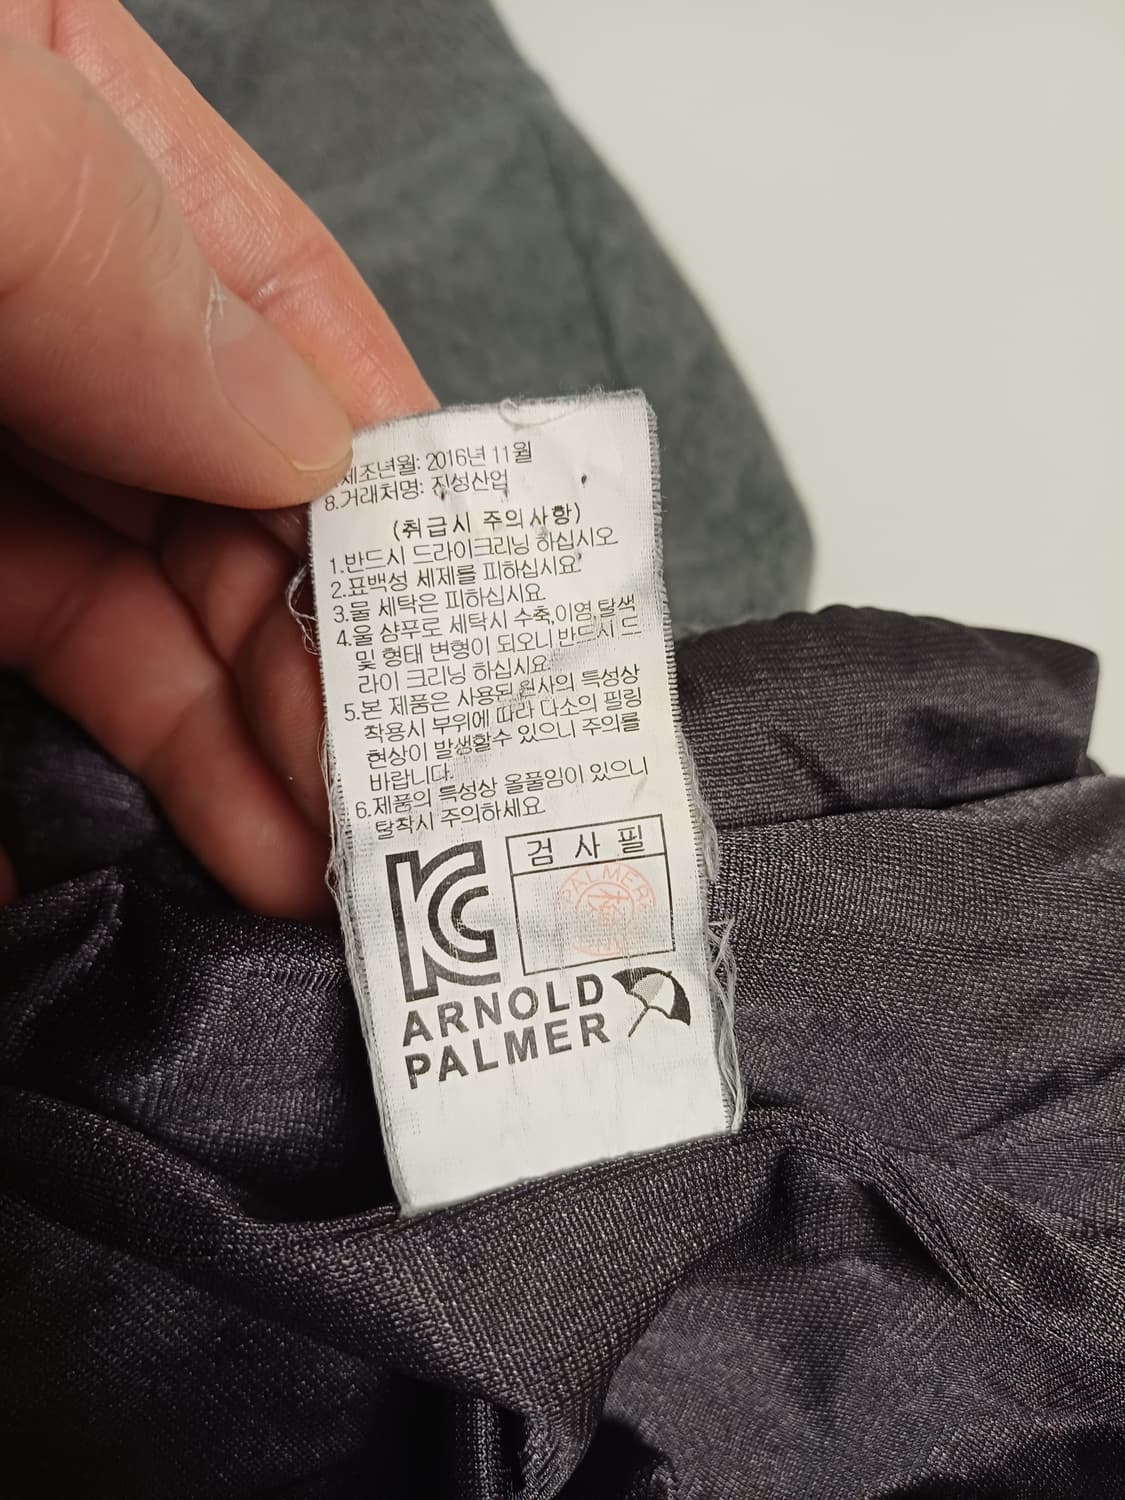 제조년월: 2016년 11월
8.거래처명: 진성산업
(취급시 주의사항)
1.반드시 드라이크리닝 하십시오
2.표백성 세제를 피하십시요
3.물 세탁은 피하십시요
4.울 샴푸로 세탁시 수축,이염,탈색
및 형태 변형이 되오니 반드시 드
라이 크리닝 하십시요
5.본 제품은 사용된 원사의 특성상
착용시 부위에 따라 다소의 필링
현상이 발생할수 있으니 주의를
바랍니다.
6.제품의 특성상 올풀임이 있으니
탈착시 주의하세요
KC
검 사 필
PALMER
ARNOLD
PALMER